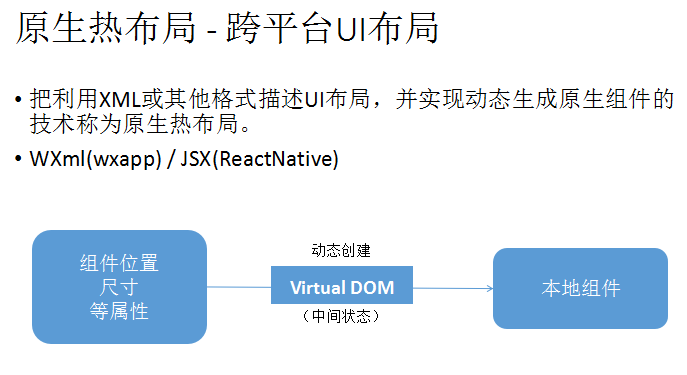 原生热布局 - 跨平台UI布局
• 把利用XML或其他格式描述UI布局，并实现动态生成原生组件的
技术称为原生热布局。
• WXml(wxapp) / JSX(ReactNative)
组件位置
尺寸
等属性
动态创建
Virtual DOM
（中间状态）
本地组件